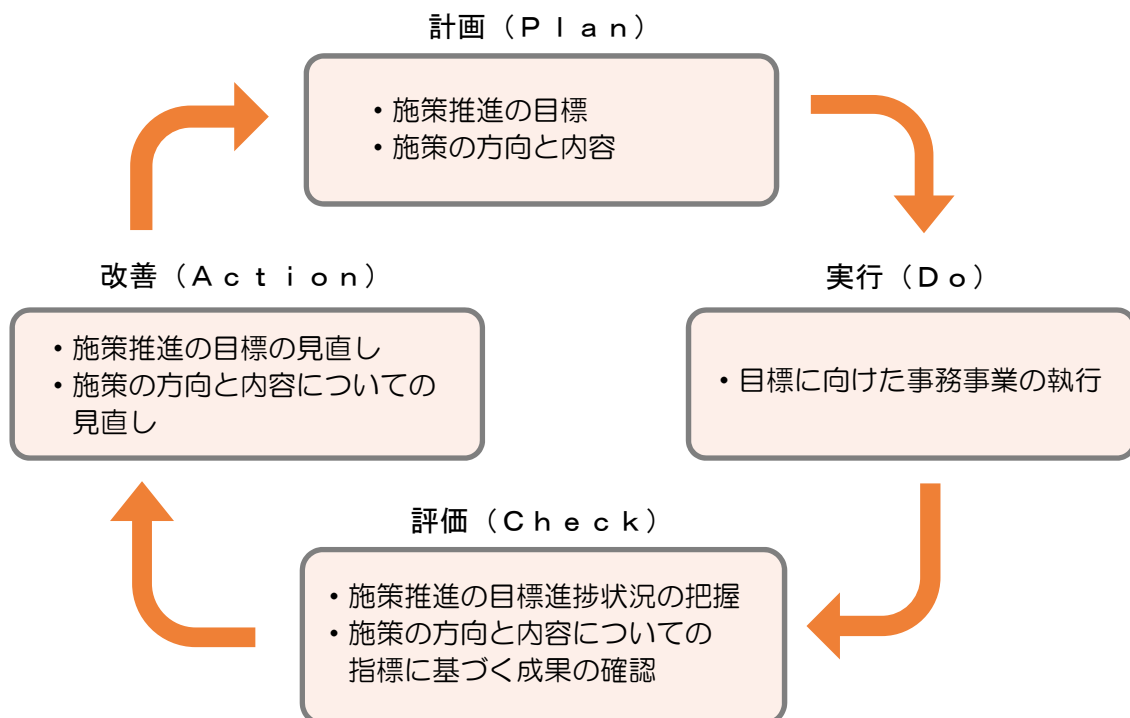 計画（Ｐｌａｎ）
・施策推進の目標
・施策の方向と内容
実行（Ｄｏ）
・目標に向けた事務事業の執行
評価（Ｃｈｅｃｋ）
・施策推進の目標進捗状況の把握
・施策の方向と内容についての
指標に基づく成果の確認
改善（Ａｃｔｉｏｎ）
・施策推進の目標の見直し
・施策の方向と内容についての
見直し